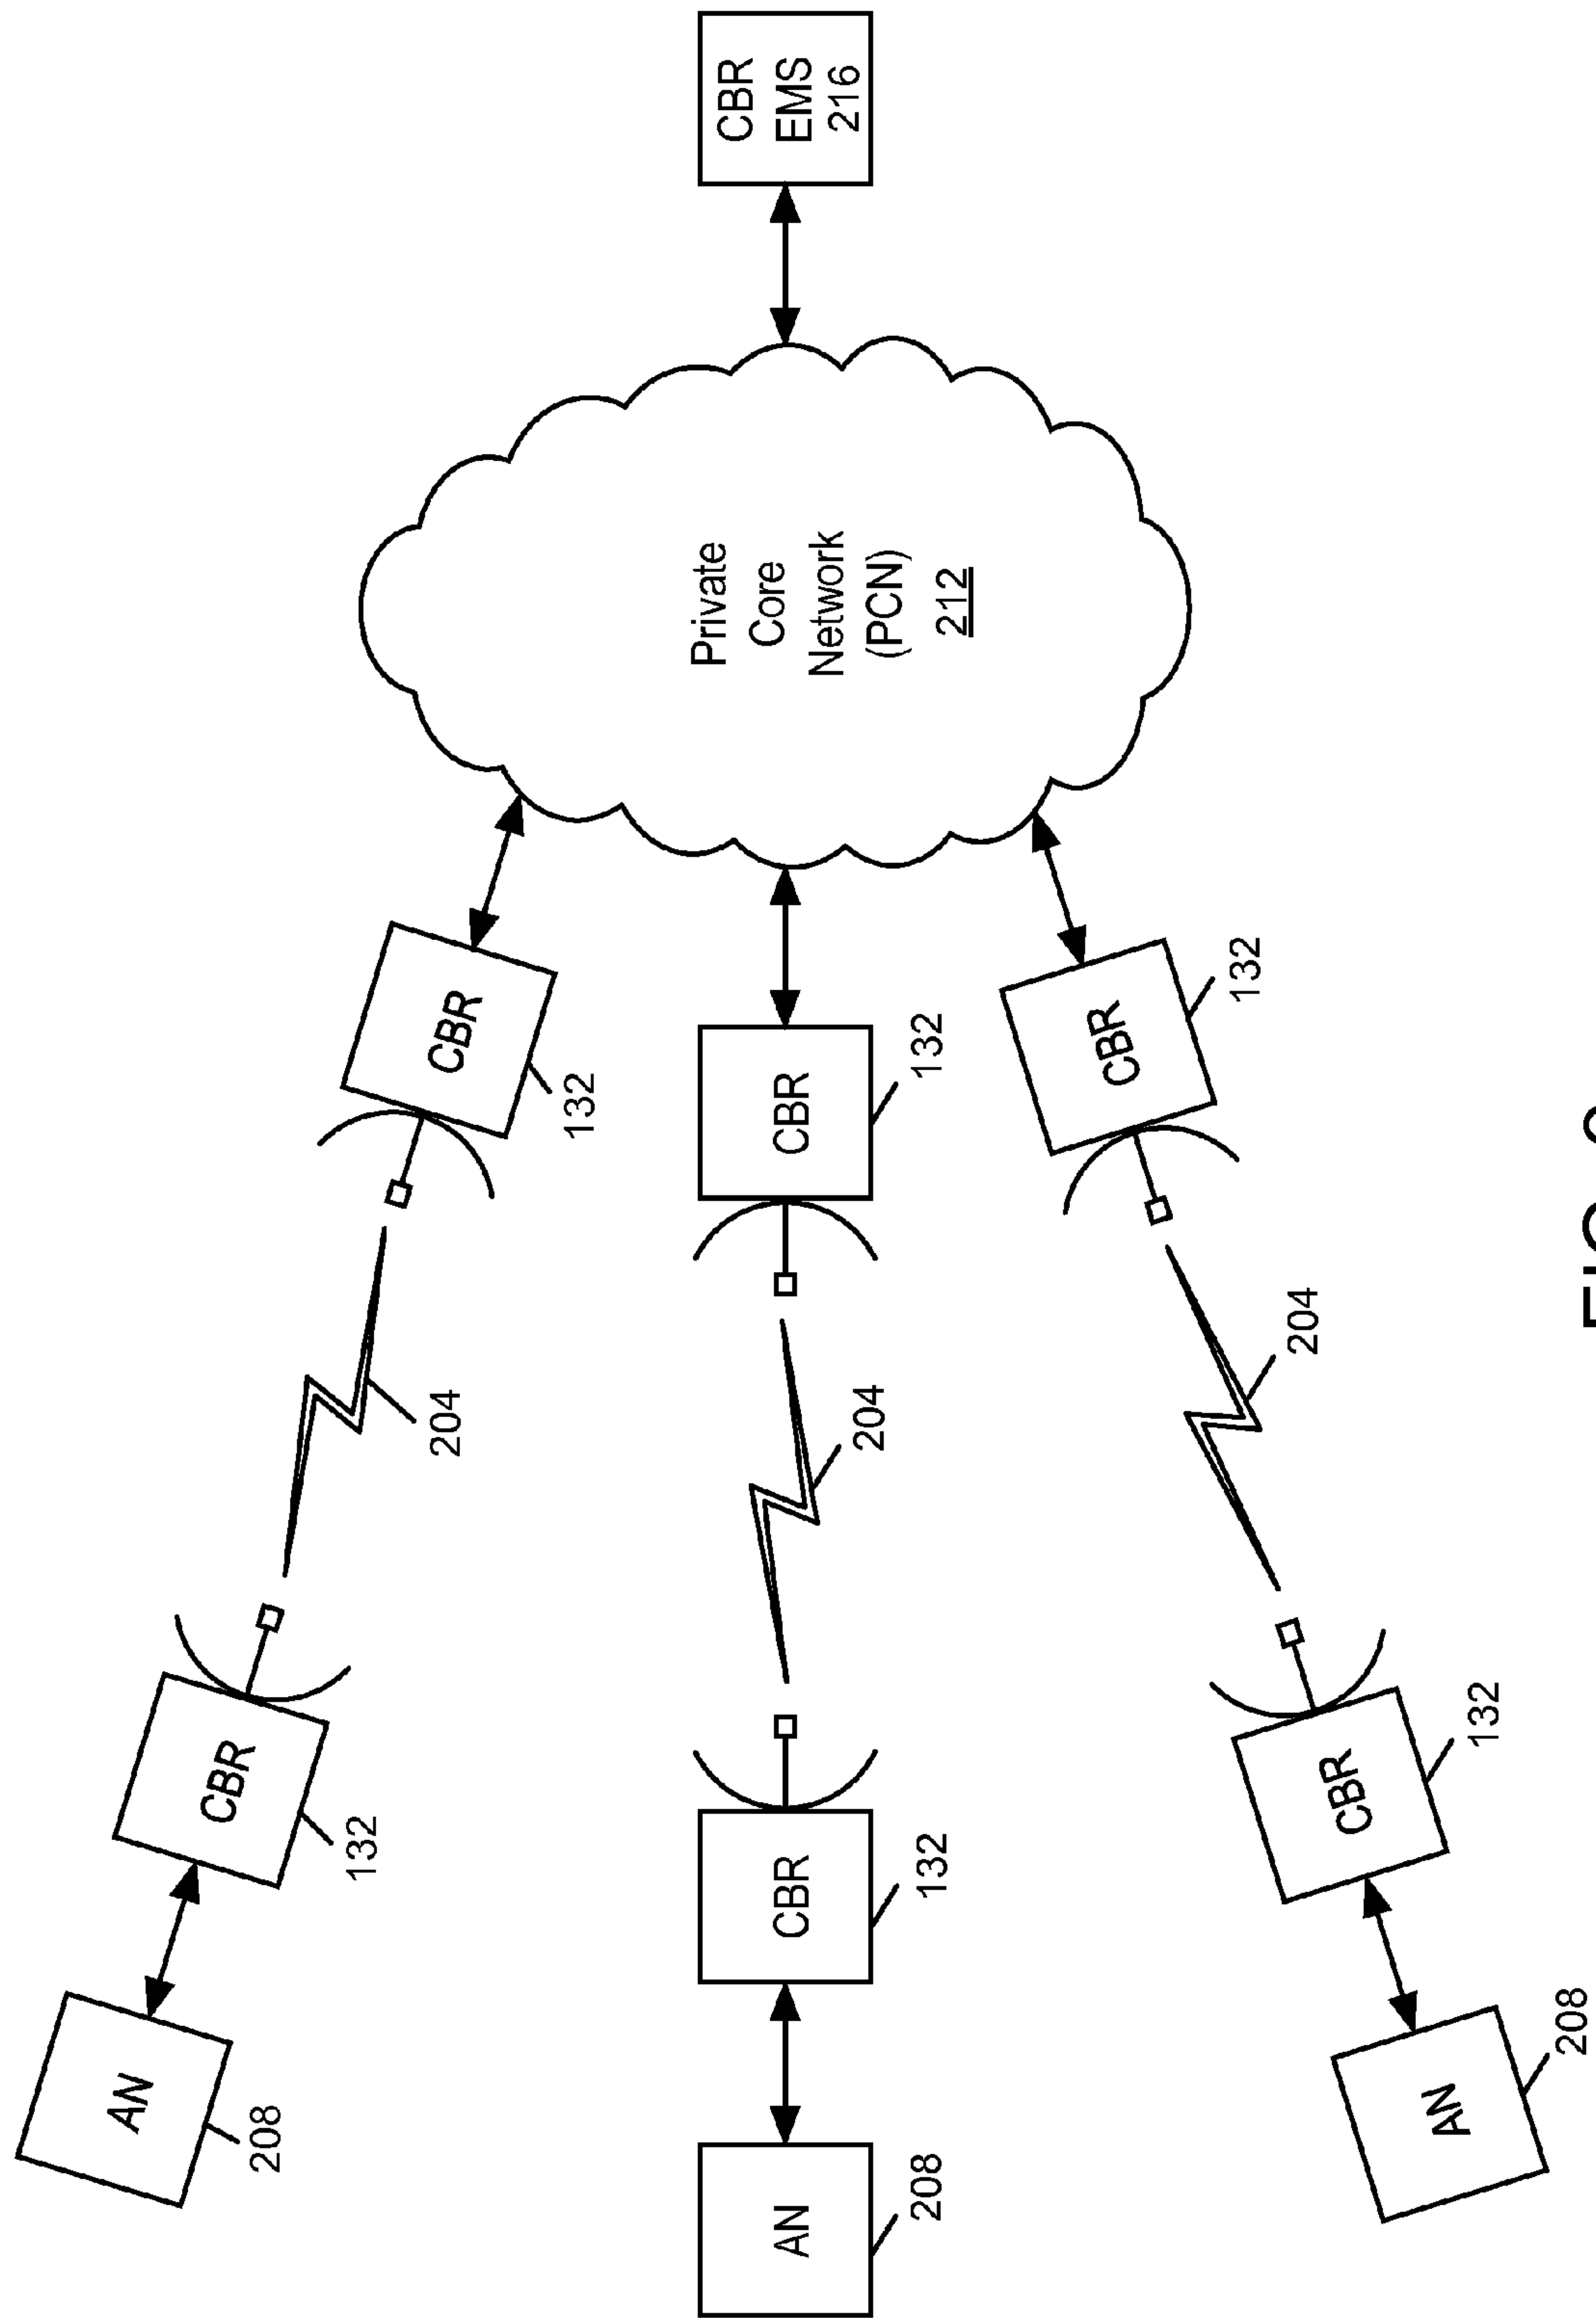 AN
208
CBR
132
204
CBR
132
AN
208
CBR
132
204
CBR
132
Private
Core
Network
(PCN)
212
CBR
EMS
216
AN
208
CBR
132
204
CBR
132